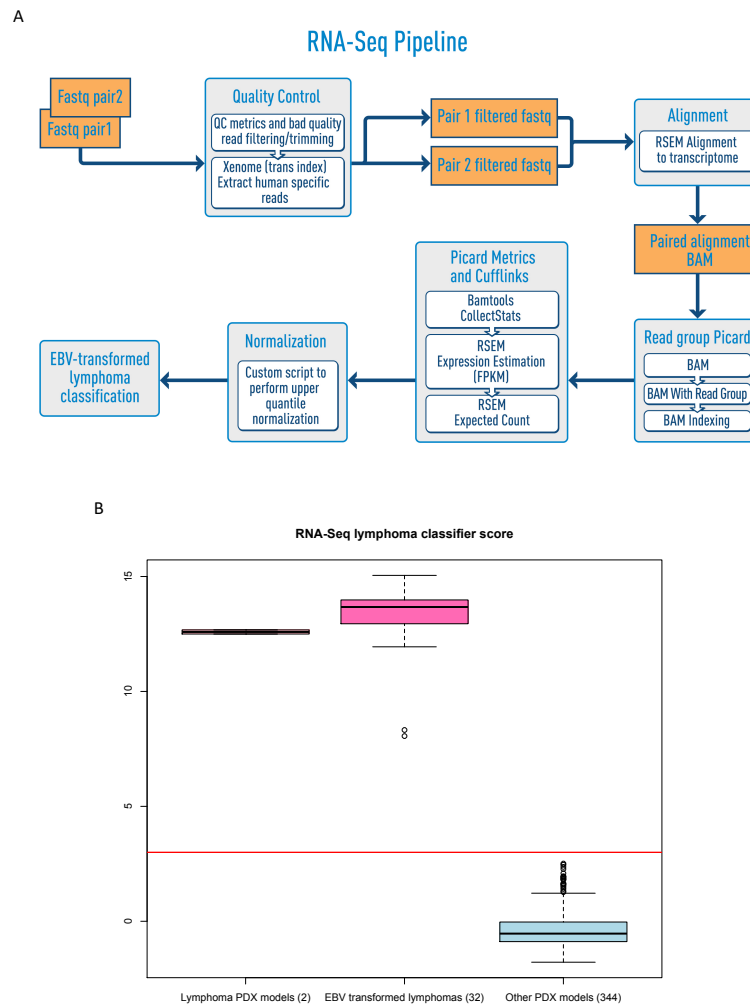 A
RNA-Seq Pipeline
Fastq pair2
Fastq pair1
Quality Control
QC metrics and bad quality
read filtering/trimming
Xenome (trans index)
Extract human specific
reads
Pair 1 filtered fastq
Pair 2 filtered fastq
Alignment
RSEM Alignment
to transcriptome
Paired alignment
BAM
Read group Picard
BAM
BAM With Read Group
BAM Indexing
Picard Metrics
and Cufflinks
Bamtools
CollectStats
RSEM
Expression Estimation
(FPKM)
RSEM
Expected Count
Normalization
Custom script to
perform upper
quantile
normalization
EBV-transformed
lymphoma
classification
B
RNA-Seq lymphoma classifier score
15
10
5
0
Lymphoma PDX models (2)
EBV transformed lymphomas (32)
Other PDX models (344)